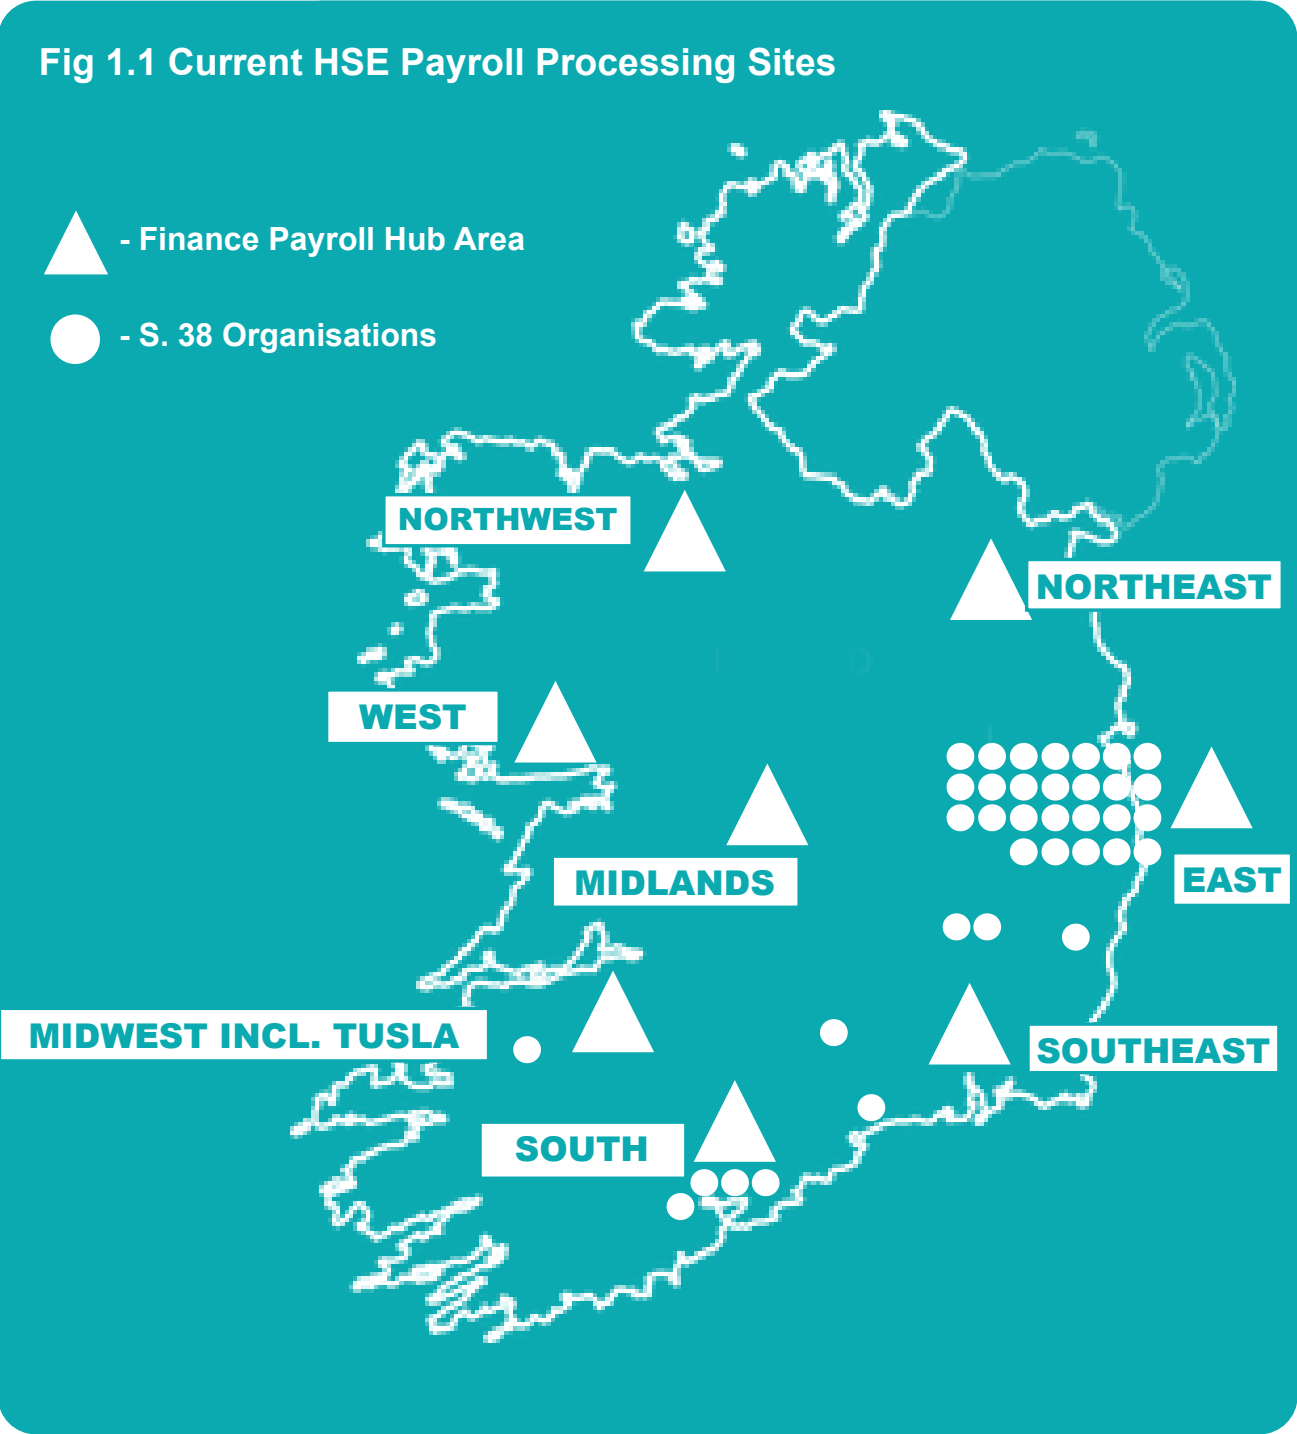 Fig 1.1 Current HSE Payroll Processing Sites
- Finance Payroll Hub Area
- S. 38 Organisations
NORTHWEST
NORTHEAST
WEST
MIDLANDS
EAST
MIDWEST INCL. TUSLA
SOUTHEAST
SOUTH